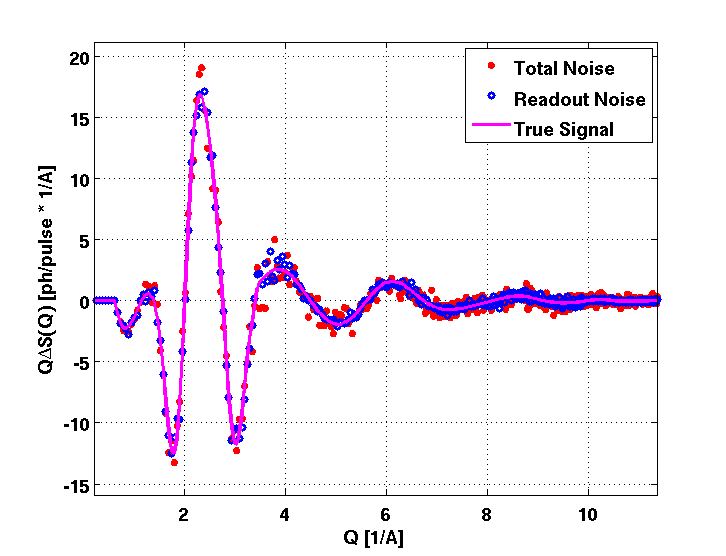 20
15
10
5
0
-5
-10
-15
2
4
6
8
10
QΔS(Q) [ph/pulse * 1/A]
Q [1/A]
Total Noise
Readout Noise
True Signal